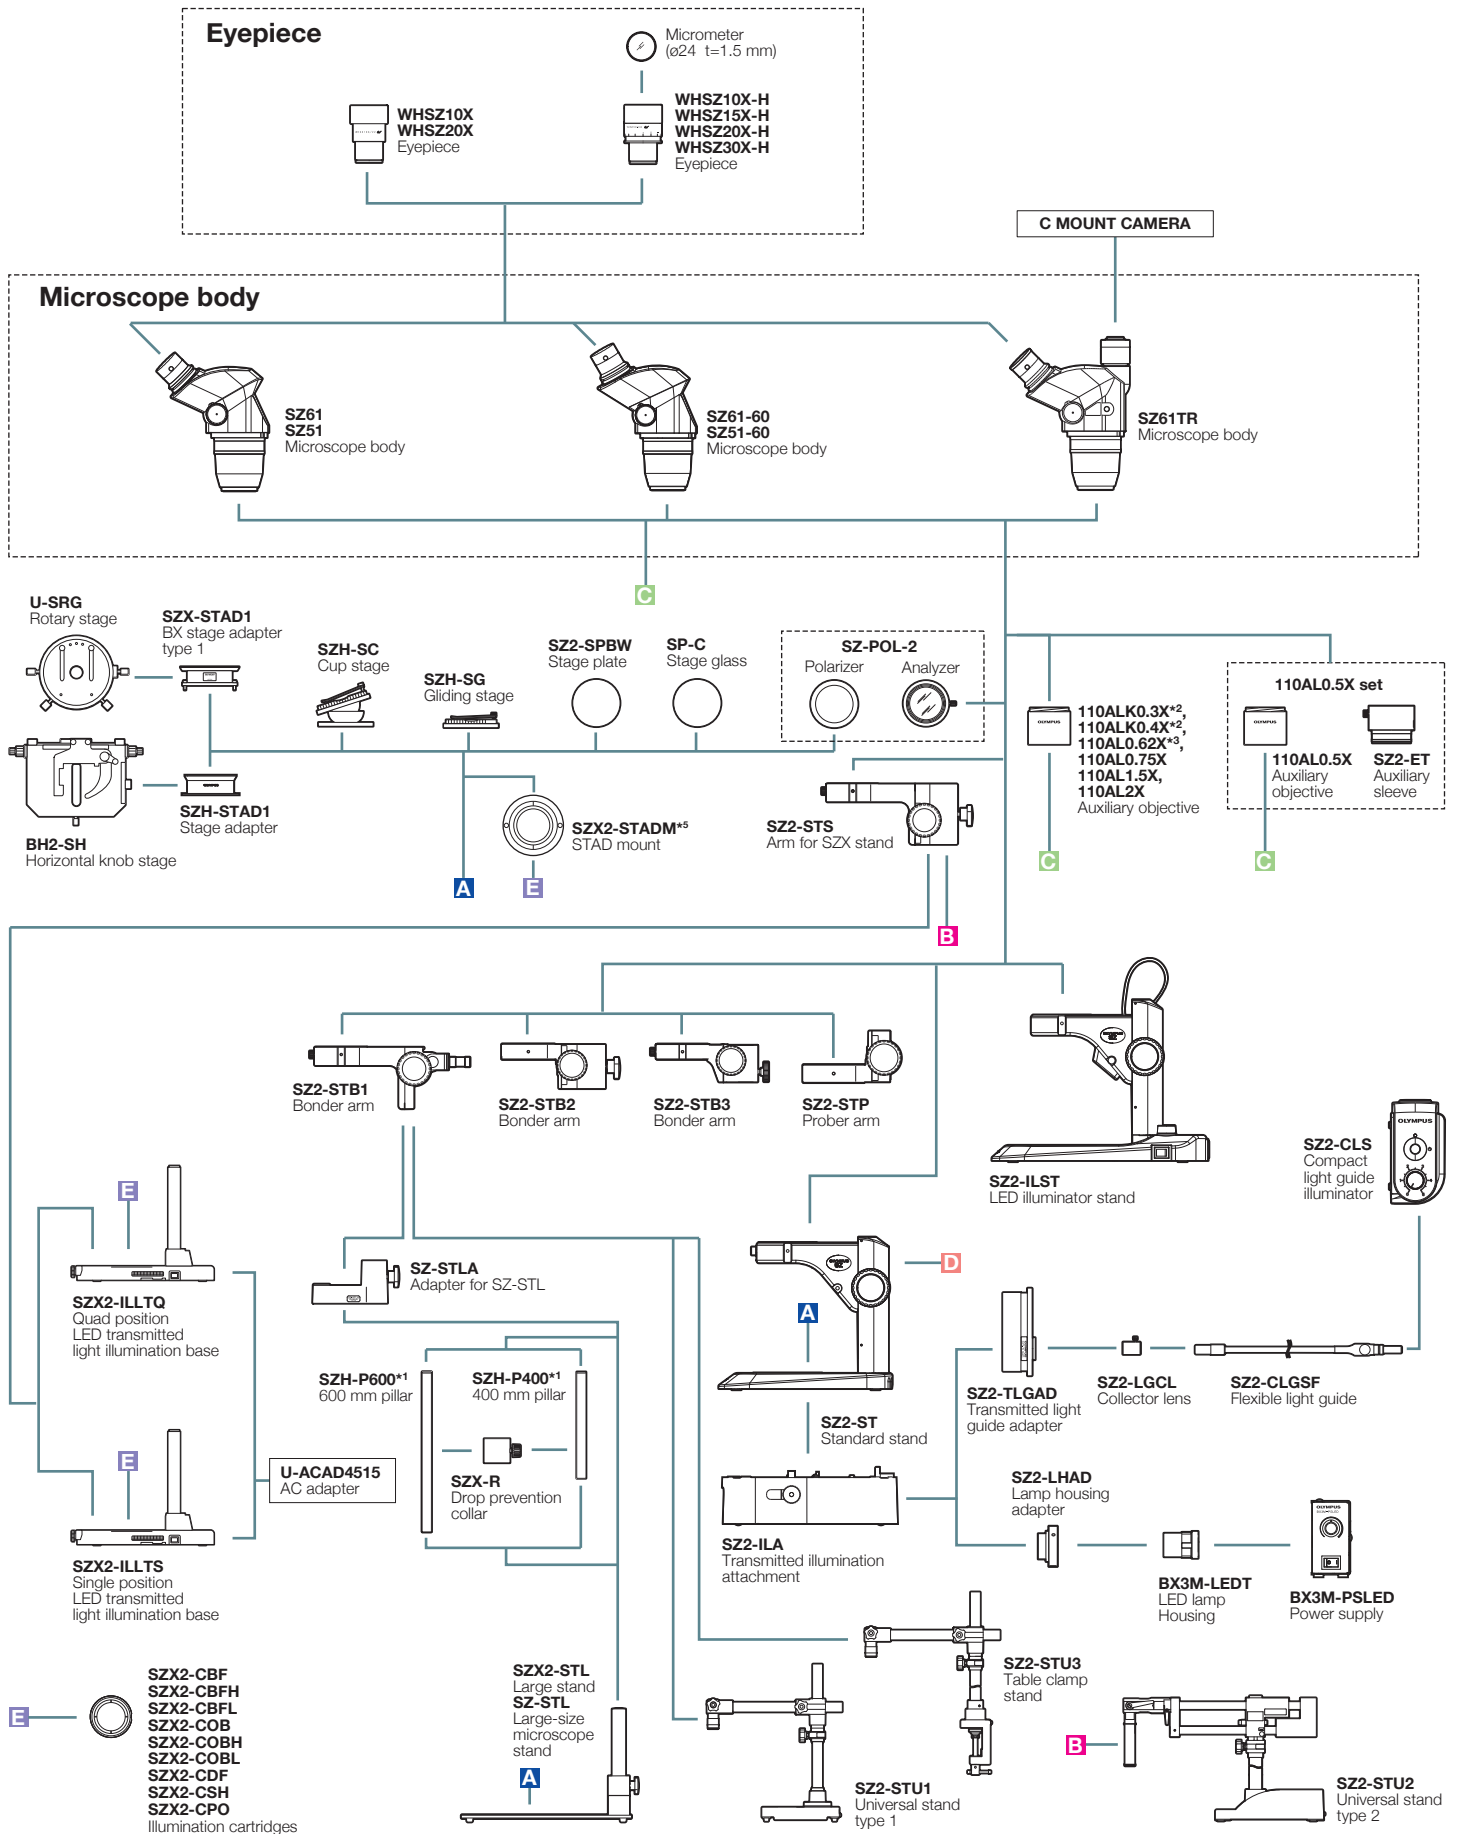 Eyepiece
Micrometer
(ø24 t=1.5 mm)
WHSZ10X
WHSZ20X
Eyepiece
WHSZ10X-H
WHSZ15X-H
WHSZ20X-H
WHSZ30X-H
Eyepiece
C MOUNT CAMERA
Microscope body
SZ61
SZ51
Microscope body
SZ61-60
SZ51-60
Microscope body
SZ61TR
Microscope body
C
U-SRG
Rotary stage
SZX-STAD1
BX stage adapter
type 1
SZH-SC
Cup stage
SZH-SG
Gliding stage
SZ2-SPBW
Stage plate
SP-C
Stage glass
SZ-POL-2
Polarizer
Analyzer
OLYMPUS
110ALK0.3X*2,
110ALK0.4X*2,
110AL0.62X*3,
110AL0.75X
110AL1.5X,
110AL2X
Auxiliary objective
110AL0.5X set
OLYMPUS
110AL0.5X
Auxiliary
objective
SZ2-ET
Auxiliary
sleeve
BH2-SH
Horizontal knob stage
OLYMPUS
SZH-STAD1
Stage adapter
SZX2-STADM*5
STAD mount
SZ2-STS
Arm for SZX stand
A
E
C
C
B
SZ2-STB1
Bonder arm
SZ2-STB2
Bonder arm
SZ2-STB3
Bonder arm
SZ2-STP
Prober arm
OLYMPUS
SZ
SZ2-ILST
LED illuminator stand
OLYMPUS
SZ2-CLS
Compact
light guide
illuminator
E
SZX2-ILLTQ
Quad position
LED transmitted
light illumination base
SZ-STLA
Adapter for SZ-STL
OLYMPUS
SZ
D
A
SZH-P600*1
600 mm pillar
SZH-P400*1
400 mm pillar
SZ2-ST
Standard stand
SZ2-TLGAD
Transmitted light
guide adapter
SZ2-LGCL
Collector lens
SZ2-CLGSF
Flexible light guide
E
U-ACAD4515
AC adapter
SZX-R
Drop prevention
collar
SZX2-ILLTS
Single position
LED transmitted
light illumination base
SZ2-ILA
Transmitted illumination
attachment
SZ2-LHAD
Lamp housing
adapter
BX3M-LEDT
LED lamp
Housing
OLYMPUS
BX3M-PSLED
BX3M-PSLED
Power supply
E
SZX2-CBF
SZX2-CBFH
SZX2-CBFL
SZX2-COB
SZX2-COBH
SZX2-COBL
SZX2-CDF
SZX2-CSH
SZX2-CPO
Illumination cartridges
SZX2-STL
Large stand
SZ-STL
Large-size
microscope
stand
A
SZ2-STU1
Universal stand
type 1
SZ2-STU3
Table clamp
stand
B
SZ2-STU2
Universal stand
type 2